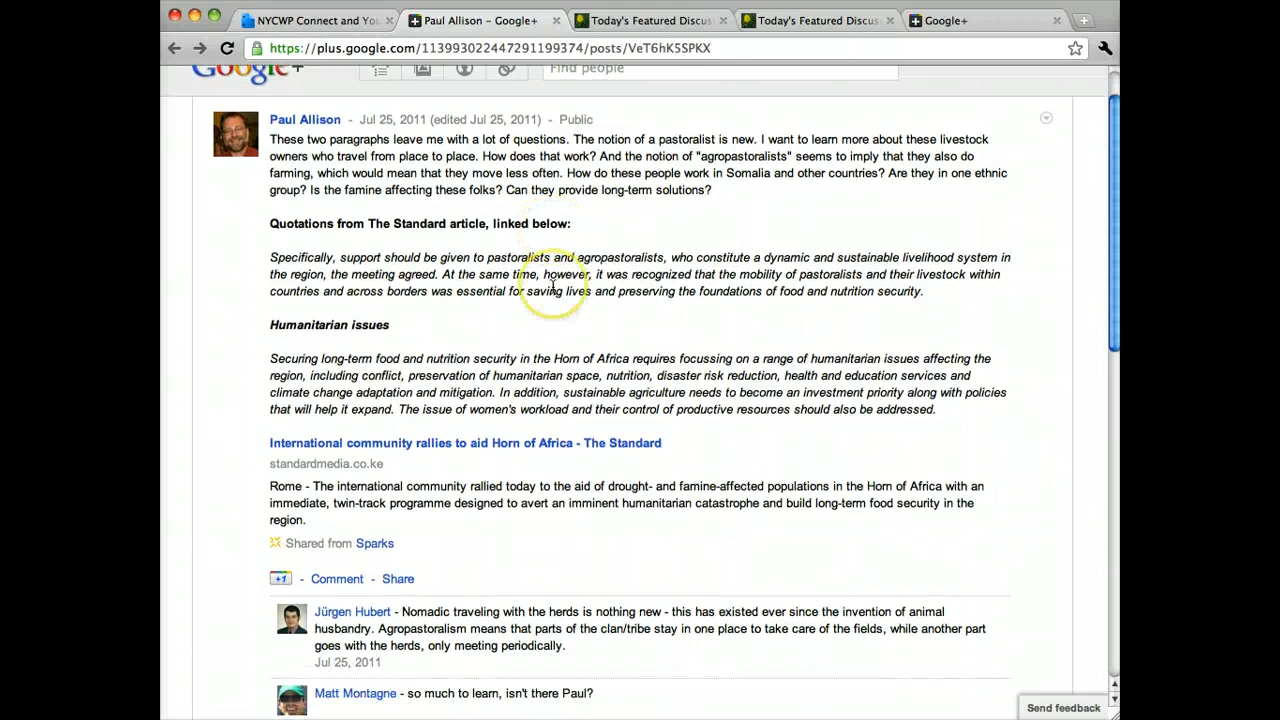 NYCWP Connect and You
Paul Allison – Google+
Today's Featured Discus
Today's Featured Discus
Google+
https://plus.google.com/113993022447291199374/posts/VeT6hK5SPKX
Google+
Find people
Paul Allison - Jul 25, 2011 (edited Jul 25, 2011) - Public
These two paragraphs leave me with a lot of questions. The notion of a pastoralist is new. I want to learn more about these livestock
owners who travel from place to place. How does that work? And the notion of "agropastoralists" seems to imply that they also do
farming, which would mean that they move less often. How do these people work in Somalia and other countries? Are they in one ethnic
group? Is the famine affecting these folks? Can they provide long-term solutions?
Quotations from The Standard article, linked below:
Specifically, support should be given to pastoralists and agropastoralists, who constitute a dynamic and sustainable livelihood system in
the region, the meeting agreed. At the same time, however, it was recognized that the mobility of pastoralists and their livestock within
countries and across borders was essential for saving lives and preserving the foundations of food and nutrition security.
Humanitarian issues
Securing long-term food and nutrition security in the Horn of Africa requires focussing on a range of humanitarian issues affecting the
region, including conflict, preservation of humanitarian space, nutrition, disaster risk reduction, health and education services and
climate change adaptation and mitigation. In addition, sustainable agriculture needs to become an investment priority along with policies
that will help it expand. The issue of women's workload and their control of productive resources should also be addressed.
International community rallies to aid Horn of Africa - The Standard
standardmedia.co.ke
Rome - The international community rallied today to the aid of drought- and famine-affected populations in the Horn of Africa with an
immediate, twin-track programme designed to avert an imminent humanitarian catastrophe and build long-term food security in the
region.
Shared from Sparks
+1 - Comment - Share
Jürgen Hubert - Nomadic traveling with the herds is nothing new - this has existed ever since the invention of animal
husbandry. Agropastoralism means that parts of the clan/tribe stay in one place to take care of the fields, while another part
goes with the herds, only meeting periodically.
Jul 25, 2011
Matt Montagne - so much to learn, isn't there Paul?
Send feedback